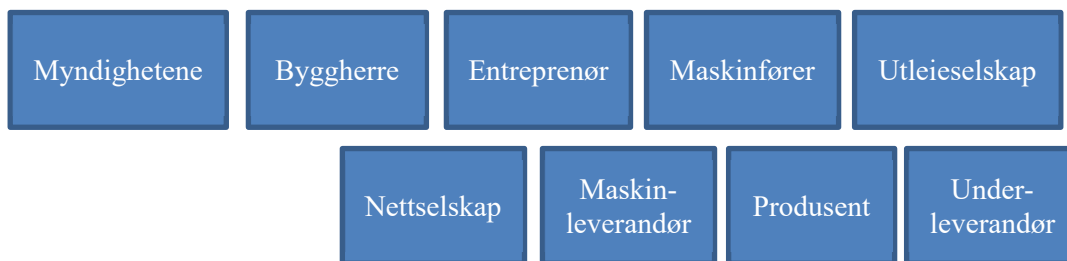 Myndighetene
Byggherre
Entreprenør
Maskinfører
Utleieselskap
Nettselskap
Maskin-
leverandør
Produsent
Under-
leverandør